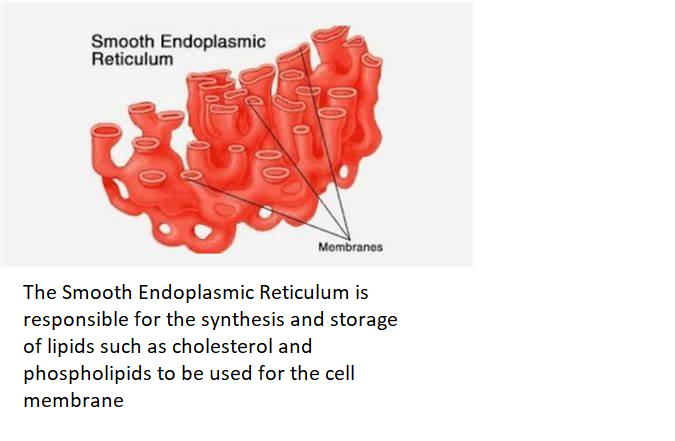 Smooth Endoplasmic
Reticulum
Membranes
The Smooth Endoplasmic Reticulum is
responsible for the synthesis and storage
of lipids such as cholesterol and
phospholipids to be used for the cell
membrane